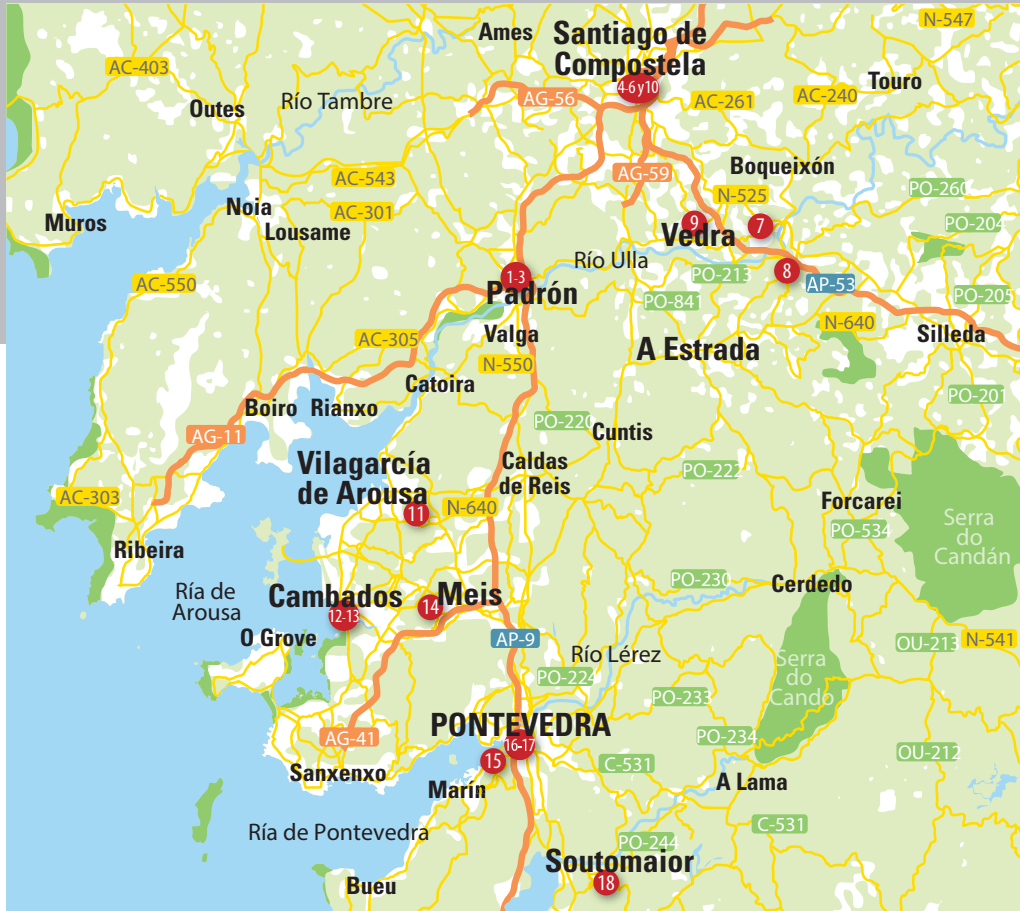 N-547
Ames
Santiago de
Compostela
AC-403
Touro
4-6 y 10
Río Tambre
AG-56
AC-261
AC-240
Outes
Boqueixón
AC-543
AG-59
N-525
PO-260
Noia
AC-301
Muros
Lousame
9
Vedra
7
PO-204
Río Ulla
1-3
PO-213
8
AC-550
Padrón
AP-53
PO-205
PO-841
N-640
AC-305
Valga
A Estrada
Silleda
N-550
Catoira
PO-201
Boiro
Rianxo
PO-220
AG-11
Cuntis
Vilagarcía
de Arousa
Caldas
de Reis
PO-222
AC-303
11
N-640
Forcarei
Serra
do
Candán
PO-534
Ribeira
PO-230
Cerdedo
Ría de
Arousa
Cambados
12-13
14
Meis
O Grove
AP-9
OU-213
N-541
Río Lérez
Serra
do
Cando
PO-224
PO-233
PONTEVEDRA
AG-41
16-17
PO-234
OU-212
15
C-531
Sanxenxo
Marín
A Lama
Ría de Pontevedra
C-531
PO-244
Soutomaior
Bueu
18